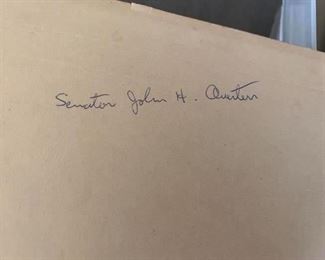 Senator John H. Overton